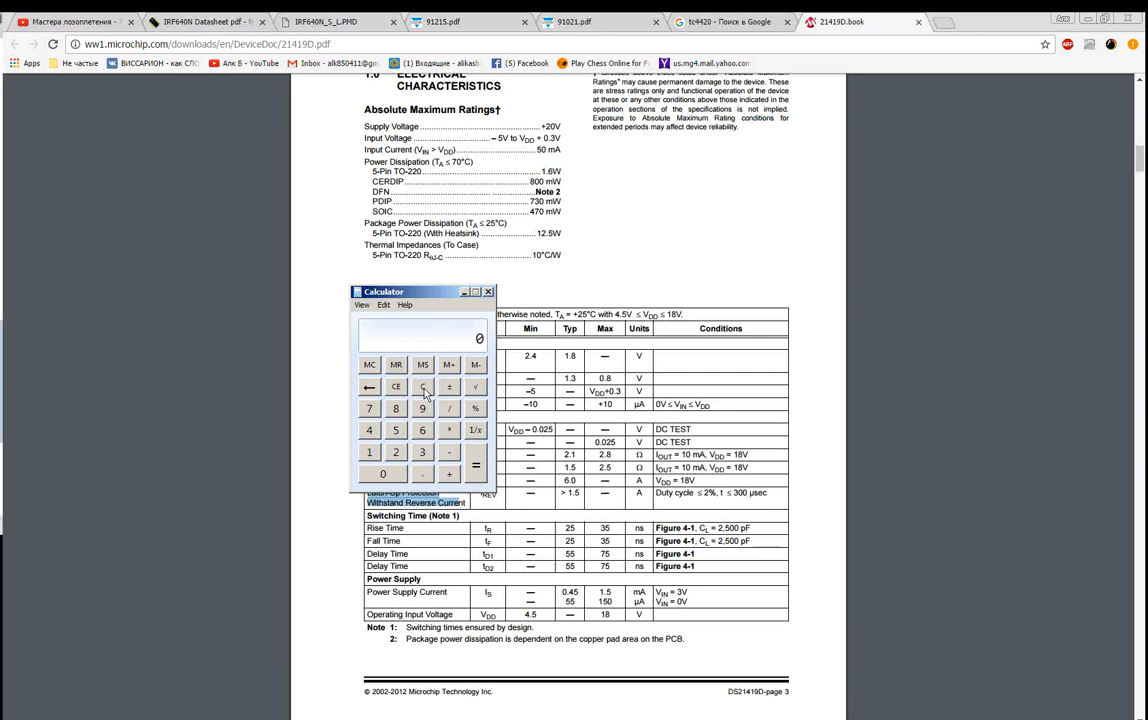 Мастера лозоплетения -
IRF640N Datasheet pdf - N
IRF640N_S_L.PMD
91215.pdf
91021.pdf
tc4420 - Поиск в Google
21419D.book
Алк
ww1.microchip.com/downloads/en/DeviceDoc/21419D.pdf
Apps
Не частые
ВИССАРИОН - как СЛО
Алк Б - YouTube
Inbox - alk850411@gm
(1) Входящие - alikasb
(5) Facebook
Play Chess Online for F
us.mg4.mail.yahoo.com
1.0 ELECTRICAL
CHARACTERISTICS
Absolute Maximum Ratings†
Supply Voltage +20V
Input Voltage – 5V to VDD + 0.3V
Input Current (VIN > VDD) 50 mA
Power Dissipation (TA ≤ 70°C)
5-Pin TO-220 1.6W
CERDIP 800 mW
DFN Note 2
PDIP 730 mW
SOIC 470 mW
Package Power Dissipation (TA ≤ 25°C)
5-Pin TO-220 (With Heatsink) 12.5W
Thermal Impedances (To Case)
5-Pin TO-220 RθJ-C 10°C/W
Ratings" may cause permanent damage to the device. These
are stress ratings only and functional operation of the device
at these or any other conditions above those indicated in the
operation sections of the specifications is not implied.
Exposure to Absolute Maximum Rating conditions for
extended periods may affect device reliability.
Calculator
View Edit Help
0
MC MR MS M+ M-
← CE C ± √
7 8 9 / %
4 5 6 * 1/x
1 2 3 - =
0 . +
therwise noted, TA = +25°C with 4.5V ≤ VDD ≤ 18V.
Min Typ Max Units Conditions
2.4 1.8 — V
— 1.3 0.8 V
–5 — VDD+0.3 V
–10 — +10 µA 0V ≤ VIN ≤ VDD
VDD – 0.025 — — V DC TEST
— — 0.025 V DC TEST
— 2.1 2.8 Ω IOUT = 10 mA, VDD = 18V
— 1.5 2.5 Ω IOUT = 10 mA, VDD = 18V
— 6.0 — A VDD = 18V
Latch-Up Protection IREV — > 1.5 — A Duty cycle ≤ 2%, t ≤ 300 µsec
Withstand Reverse Current
Switching Time (Note 1)
Rise Time tR — 25 35 ns Figure 4-1, CL = 2,500 pF
Fall Time tF — 25 35 ns Figure 4-1, CL = 2,500 pF
Delay Time tD1 — 55 75 ns Figure 4-1
Delay Time tD2 — 55 75 ns Figure 4-1
Power Supply
Power Supply Current IS — 0.45 1.5 mA VIN = 3V
— 55 150 µA VIN = 0V
Operating Input Voltage VDD 4.5 — 18 V
Note 1: Switching times ensured by design.
2: Package power dissipation is dependent on the copper pad area on the PCB.
© 2002-2012 Microchip Technology Inc.
DS21419D-page 3